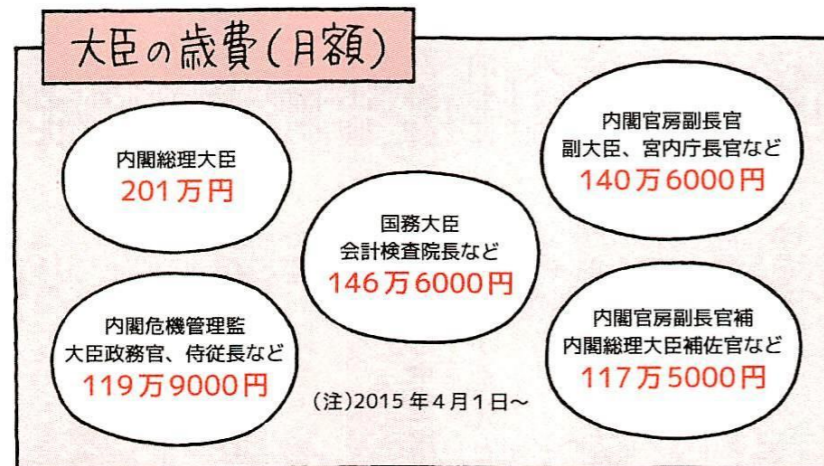 大臣の歳費(月額)
内閣総理大臣
201万円
内閣官房副長官
副大臣、宮内庁長官など
140万6000円
国務大臣
会計検査院長など
146万6000円
内閣危機管理監
大臣政務官、侍従長など
119万9000円
内閣官房副長官補
内閣総理大臣補佐官など
117万5000円
(注)2015年4月1日~